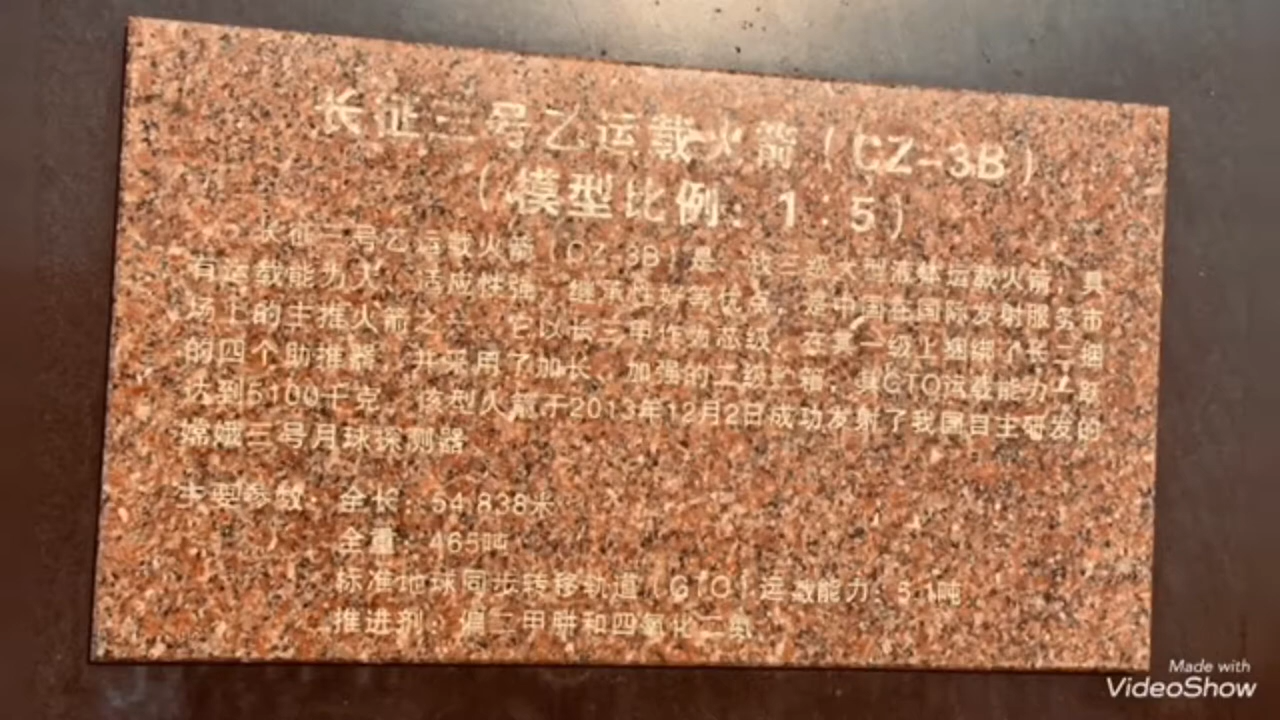 长征三号乙运载火箭（CZ-3B）
（模型比例：1：5）
长征三号乙运载火箭（CZ-3B）是一枚三级大型液体运载火箭，具
有运载能力大、适应性强、继承性好等优点，是中国在国际发射服务市
场上的主推火箭之一。它以长三甲作为芯级，在其一级上捆绑 个长二捆
的四个助推器，并采用了加长、加强的二级贮箱，其GTO运载能力一跃
达到5100千克。该型火箭于2013年12月2日成功发射了我国自主研发的
嫦娥三号月球探测器
主要参数：全长：54.838米
全重：465吨
标准地球同步转移轨道（GTO）运载能力：5.1吨
推进剂：偏二甲肼和四氧化二氮
Made with
VideoShow